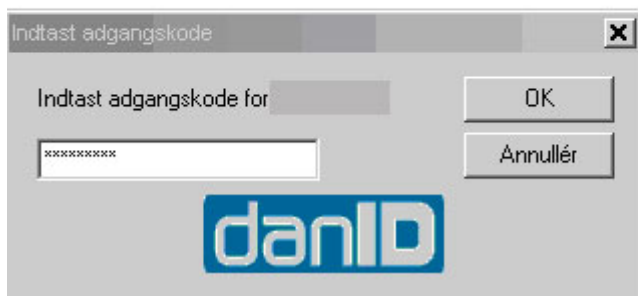 Indtast adgangskode
Indtast adgangskode for
OK
*********
Annullér
danID